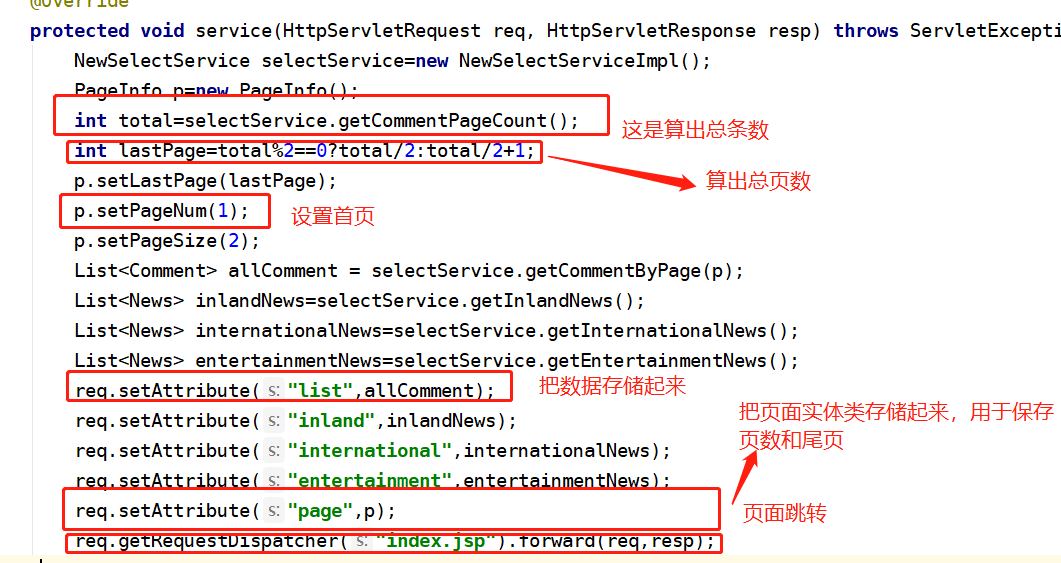 @Override
protected void service(HttpServletRequest req, HttpServletResponse resp) throws ServletExcepti
NewSelectService selectService=new NewSelectServiceImpl();
PageInfo p=new PageInfo();
int total=selectService.getCommentPageCount();
这是算出总条数
int lastPage=total%2==0?total/2:total/2+1;
p.setLastPage(lastPage);
算出总页数
p.setPageNum(1);
设置首页
p.setPageSize(2);
List<Comment> allComment = selectService.getCommentByPage(p);
List<News> inlandNews=selectService.getInlandNews();
List<News> internationalNews=selectService.getInternationalNews();
List<News> entertainmentNews=selectService.getEntertainmentNews();
req.setAttribute( s: "list",allComment);
把数据存储起来
req.setAttribute( s: "inland",inlandNews);
把页面实体类存储起来，用于保存
页数和尾页
req.setAttribute( s: "international",internationalNews);
req.setAttribute( s: "entertainment",entertainmentNews);
req.setAttribute( s: "page",p);
页面跳转
req.getRequestDispatcher( s: "index.jsp").forward(req,resp);